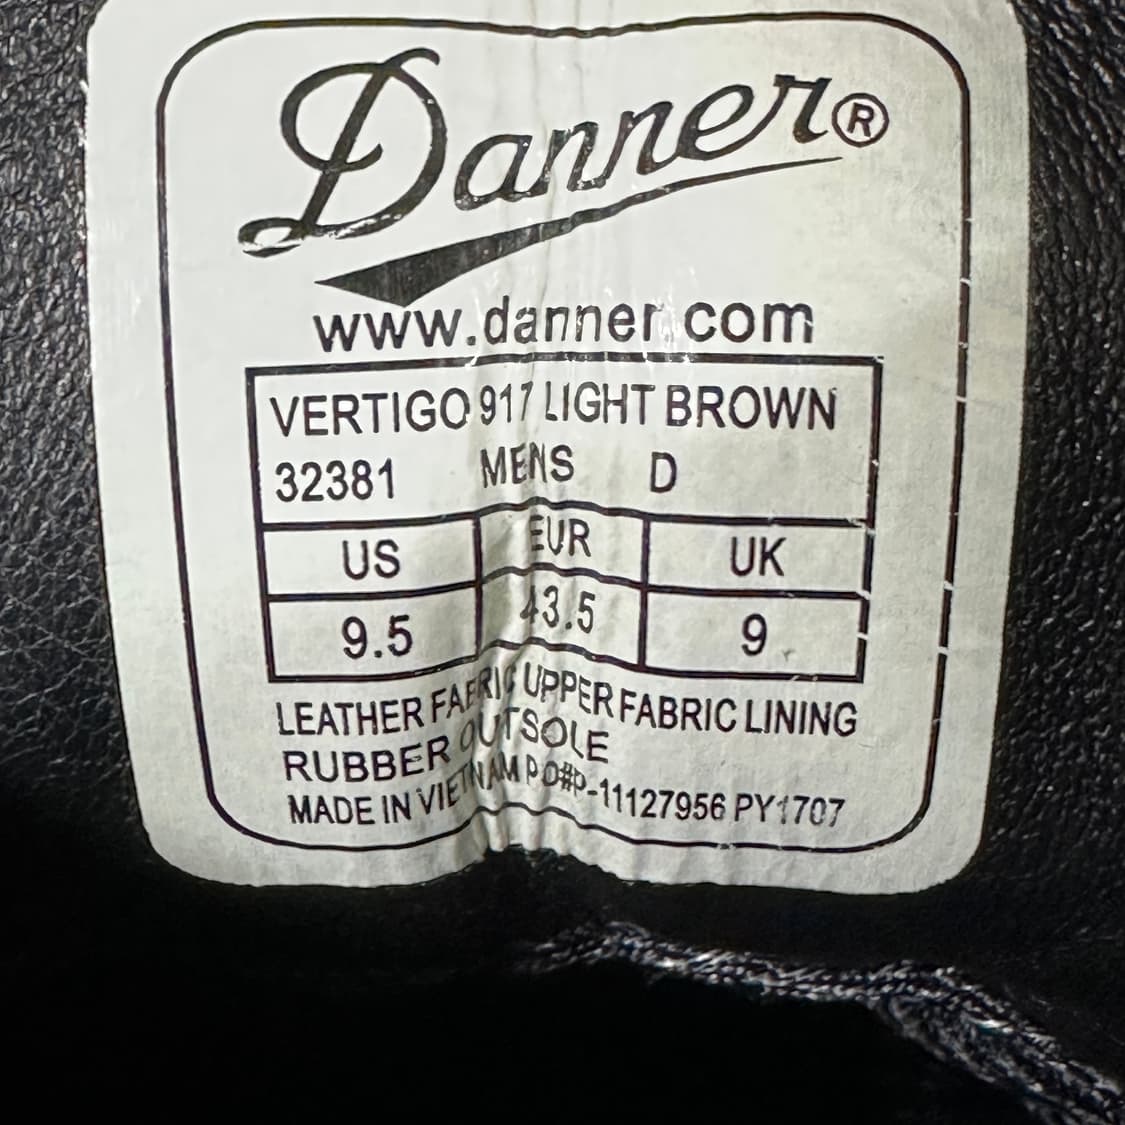 Danner®
www.danner.com
VERTIGO 917 LIGHT BROWN
32381 MENS D
US EUR UK
9.5 43.5 9
LEATHER FABRIC UPPER FABRIC LINING
RUBBER OUTSOLE
MADE IN VIETNAM PO#P-11127956 PY1707